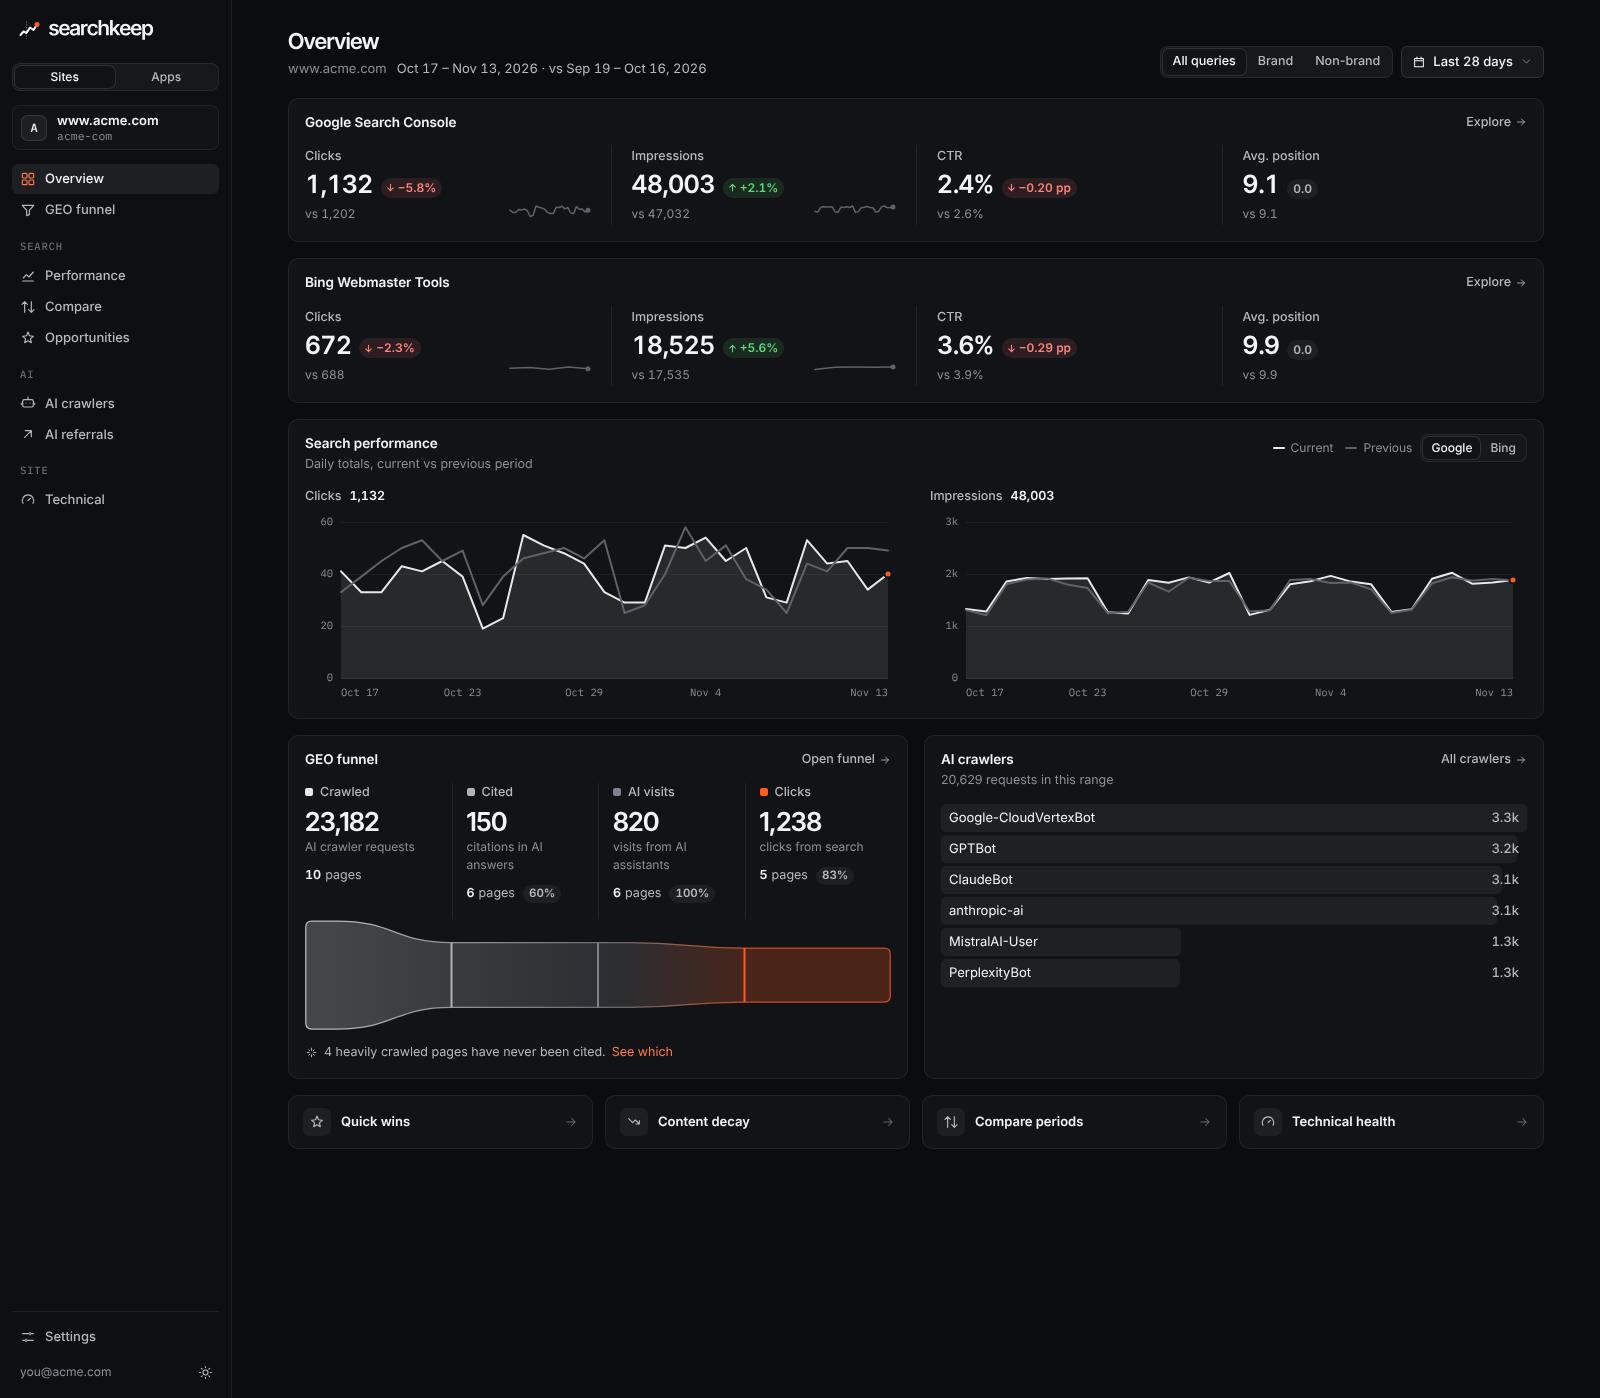 searchkeep
Sites Apps
A www.acme.com
acme-com
Overview
GEO funnel
SEARCH
Performance
Compare
Opportunities
AI
AI crawlers
AI referrals
SITE
Technical
Settings
you@acme.com
Overview
www.acme.com Oct 17 – Nov 13, 2026 · vs Sep 19 – Oct 16, 2026
All queries Brand Non-brand Last 28 days
Google Search Console Explore →
Clicks Impressions CTR Avg. position
1,132 ↓ −5.8% 48,003 ↑ +2.1% 2.4% ↓ −0.20 pp 9.1 0.0
vs 1,202 vs 47,032 vs 2.6% vs 9.1
Bing Webmaster Tools Explore →
Clicks Impressions CTR Avg. position
672 ↓ −2.3% 18,525 ↑ +5.6% 3.6% ↓ −0.29 pp 9.9 0.0
vs 688 vs 17,535 vs 3.9% vs 9.9
Search performance
Daily totals, current vs previous period
Current Previous Google Bing
Clicks 1,132
60
40
20
0
Oct 17 Oct 23 Oct 29 Nov 4 Nov 13
Impressions 48,003
3k
2k
1k
0
Oct 17 Oct 23 Oct 29 Nov 4 Nov 13
GEO funnel Open funnel →
Crawled Cited AI visits Clicks
23,182 150 820 1,238
AI crawler requests
10 pages
citations in AI
answers
6 pages 60%
visits from AI
assistants
6 pages 100%
clicks from search
5 pages 83%
4 heavily crawled pages have never been cited. See which
AI crawlers All crawlers →
20,629 requests in this range
Google-CloudVertexBot 3.3k
GPTBot 3.2k
ClaudeBot 3.1k
anthropic-ai 3.1k
MistralAI-User 1.3k
PerplexityBot 1.3k
Quick wins →
Content decay →
Compare periods →
Technical health →